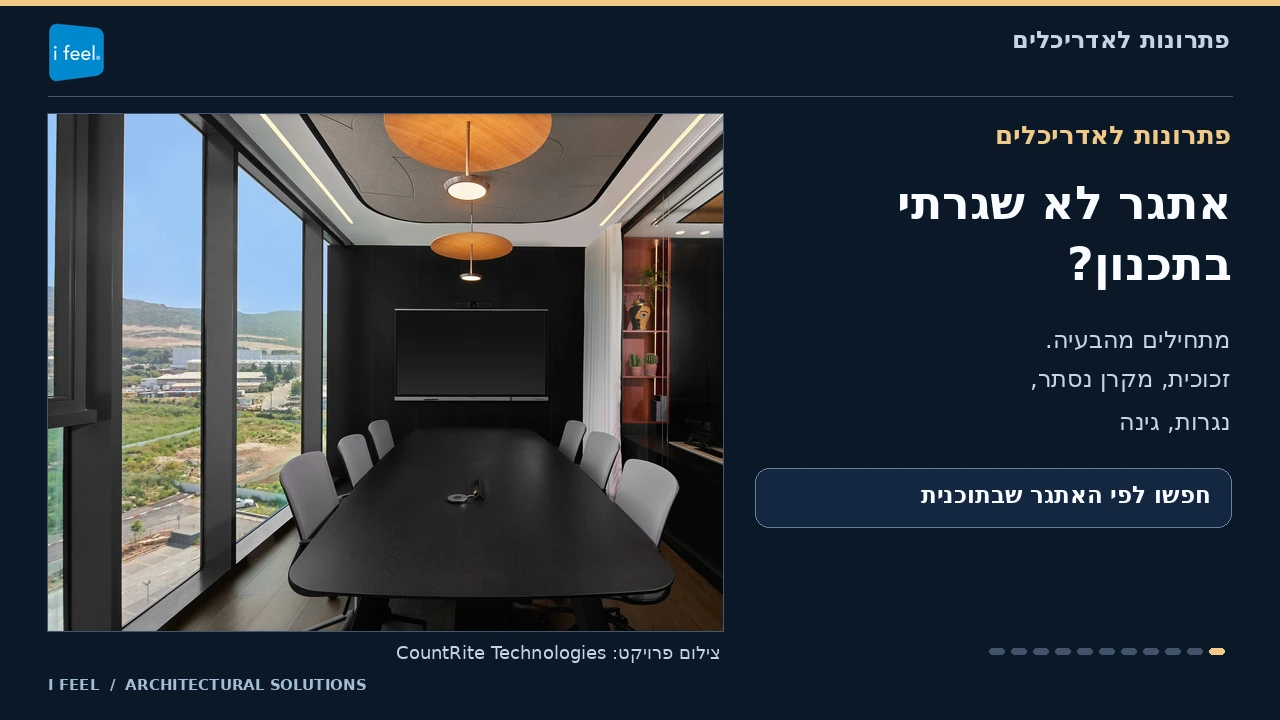 פתרונות לאדריכלים
i feel
פתרונות לאדריכלים
אתגר לא שגרתי
בתכנון?
מתחילים מהבעיה.
זכוכית, מקרן נסתר,
נגרות, גינה
חפשו לפי האתגר שבתוכנית
צילום פרויקט: CountRite Technologies
I FEEL / ARCHITECTURAL SOLUTIONS